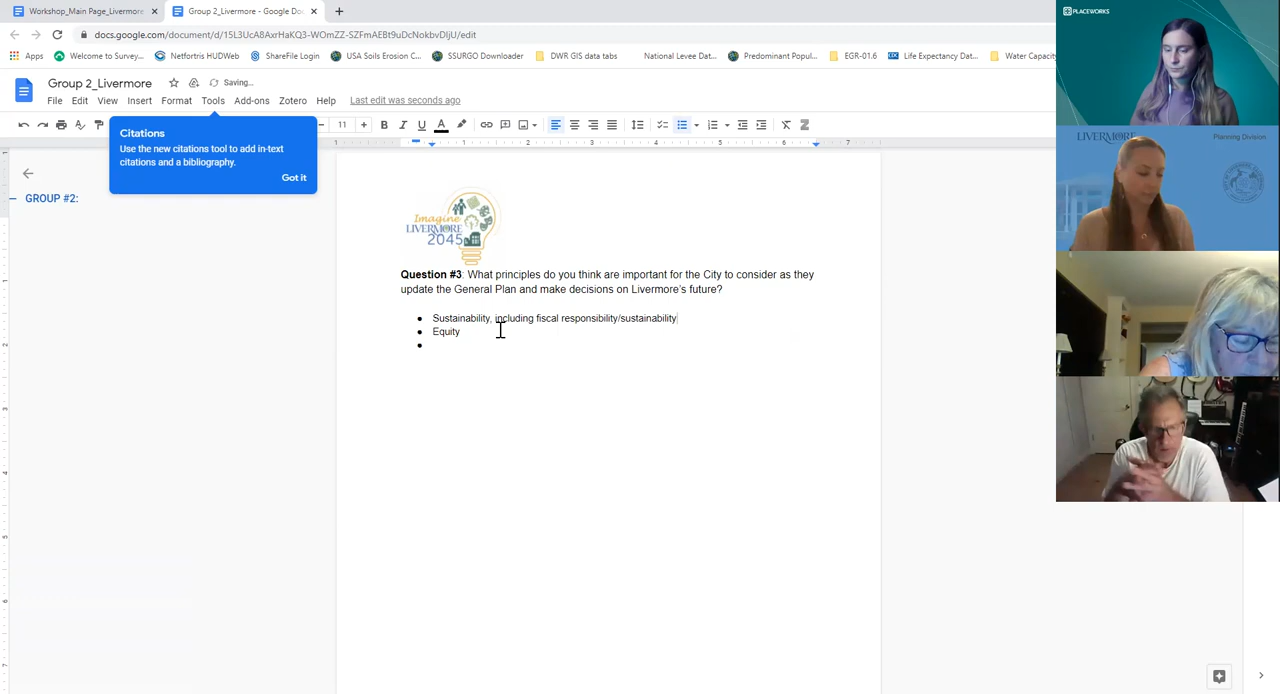 Workshop_Main Page_Livermore
Group 2_Livermore - Google Doc
docs.google.com/document/d/15L3UcA8AxrHaKQ3-WOmZZ-SZFmAEBt9uDcNokbvDIjU/edit
Apps Welcome to Survey... Netfortris HUDWeb ShareFile Login USA Soils Erosion C... SSURGO Downloader DWR GIS data tabs National Levee Dat... Predominant Popul... EGR-01.6 Life Expectancy Dat... Water Capacity
Group 2_Livermore Saving...
File Edit View Insert Format Tools Add-ons Zotero Help Last edit was seconds ago
11
Citations
Use the new citations tool to add in-text
citations and a bibliography.
Got it
GROUP #2:
Imagine
LIVERMORE
2045
Question #3: What principles do you think are important for the City to consider as they
update the General Plan and make decisions on Livermore's future?
• Sustainability, including fiscal responsibility/sustainability
• Equity
•
PLACEWORKS
LIVERMORE
Planning Division